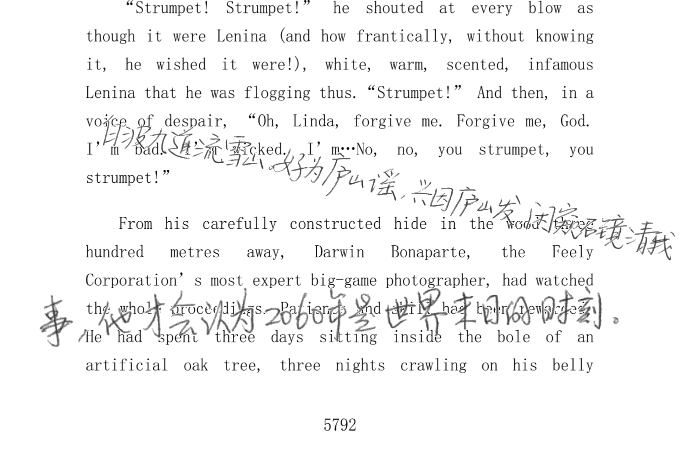 “Strumpet! Strumpet!” he shouted at every blow as
though it were Lenina (and how frantically, without knowing
it, he wished it were!), white, warm, scented, infamous
Lenina that he was flogging thus.“Strumpet!” And then, in a
voice of despair, “Oh, Linda, forgive me. Forgive me, God.
I’m bad. I’m wicked. I’m…No, no, you strumpet, you
白波九道流雪山。好为庐山谣，兴因庐山发。闲窥石镜清我
strumpet!”
From his carefully constructed hide in the wood three
hundred metres away, Darwin Bonaparte, the Feely
Corporation’s most expert big-game photographer, had watched
the whole proceedings. Patience and skill had been rewarded.
事，他才会认为2060年是世界末日的时刻。
He had spent three days sitting inside the bole of an
artificial oak tree, three nights crawling on his belly
5792